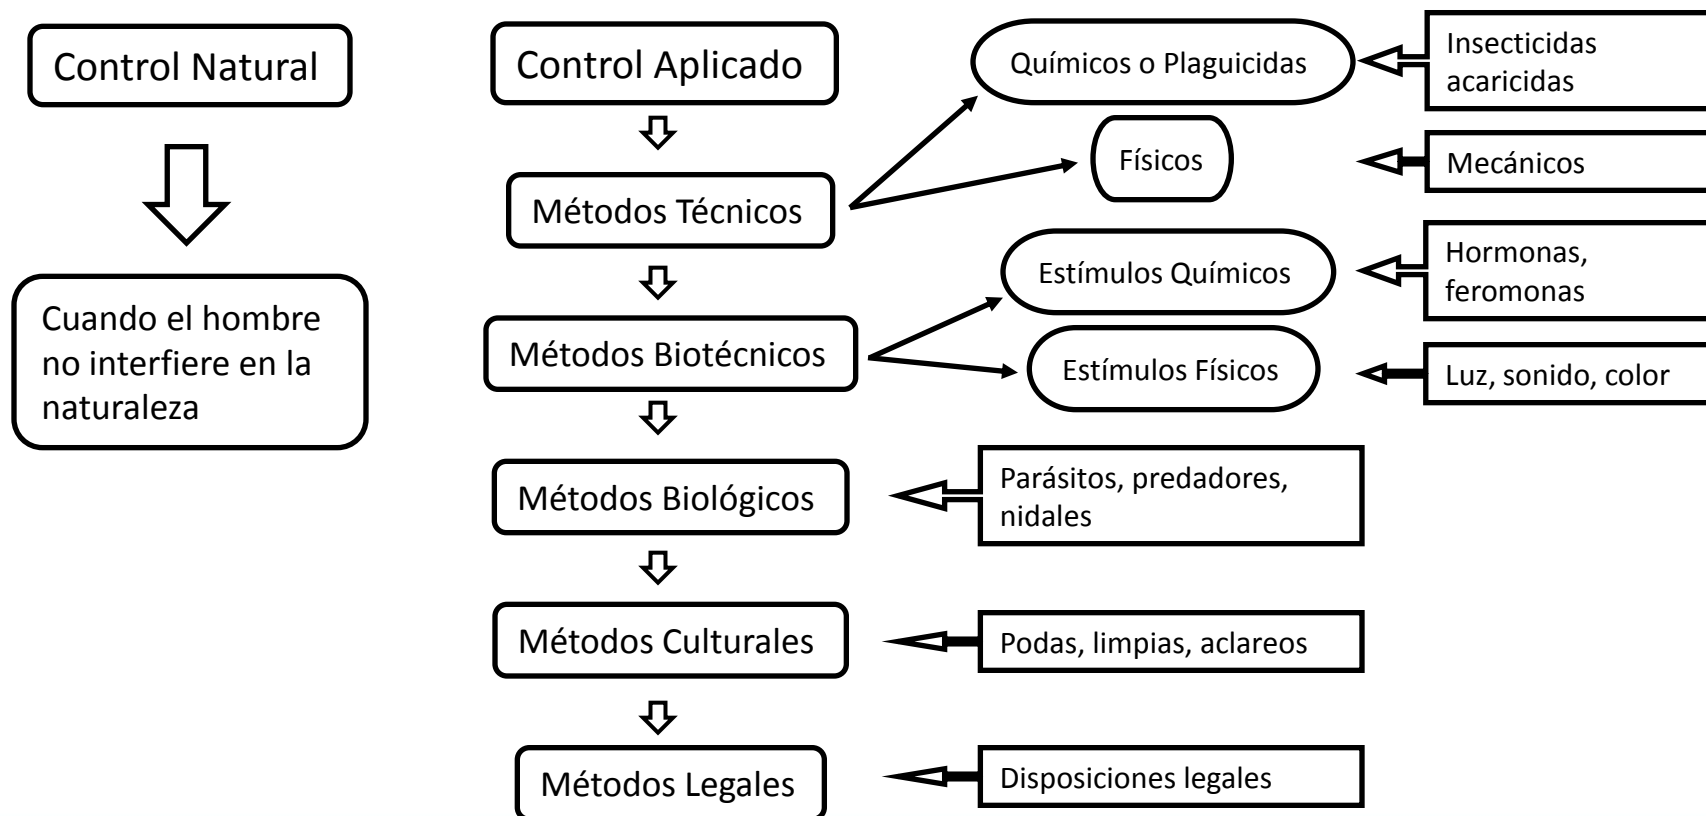 Control Natural
Cuando el hombre
no interfiere en la
naturaleza
Control Aplicado
Métodos Técnicos
Químicos o Plaguicidas
Insecticidas
acaricidas
Físicos
Mecánicos
Métodos Biotécnicos
Estímulos Químicos
Hormonas,
feromonas
Estímulos Físicos
Luz, sonido, color
Métodos Biológicos
Parásitos, predadores,
nidales
Métodos Culturales
Podas, limpias, aclareos
Métodos Legales
Disposiciones legales